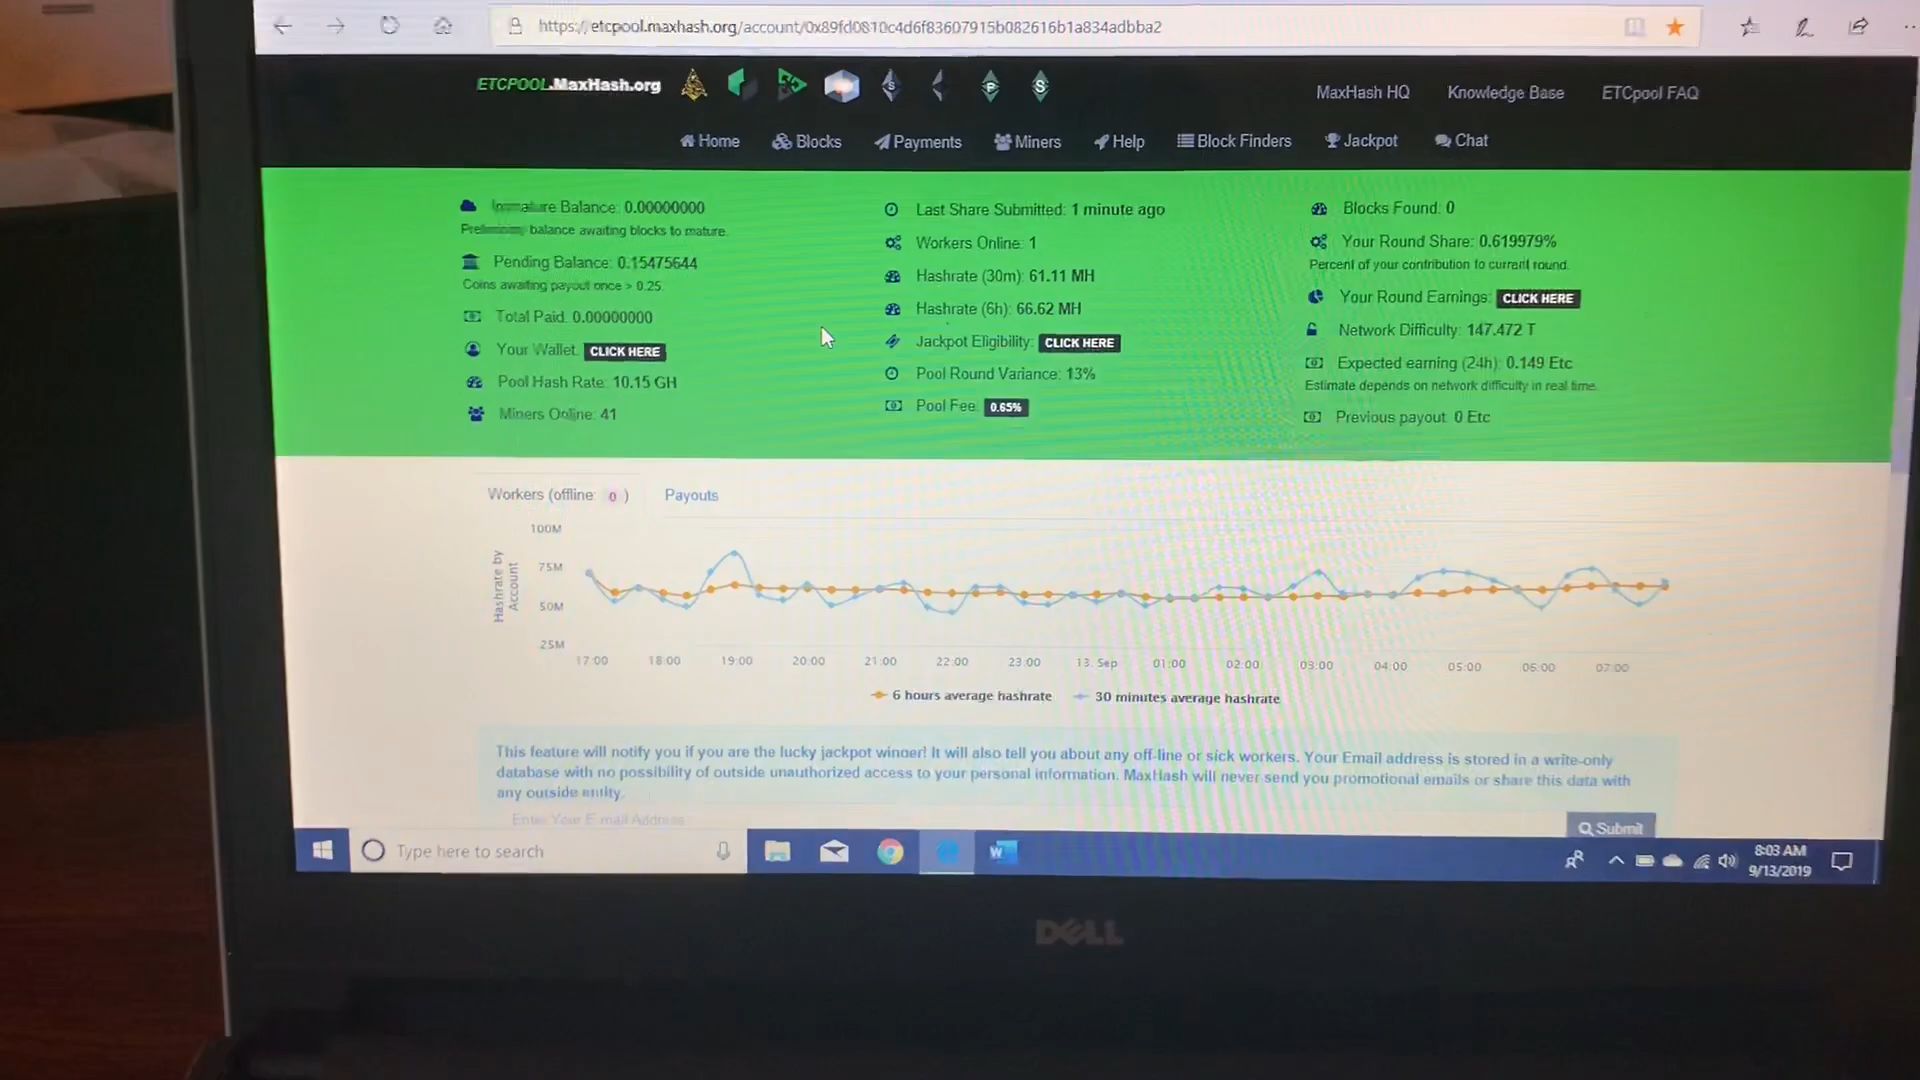 https://etcpool.maxhash.org/account/0x89fd0810c4d6f83607915b082616b1a834adbba2
ETCPOOL.MaxHash.org
MaxHash HQ Knowledge Base ETCpool FAQ
Home Blocks Payments Miners Help Block Finders Jackpot Chat
Immature Balance: 0.00000000
Preliminary balance awaiting blocks to mature.
Pending Balance: 0.15475644
Coins awaiting payout once > 0.25.
Total Paid: 0.00000000
Your Wallet: CLICK HERE
Pool Hash Rate: 10.15 GH
Miners Online: 41
Last Share Submitted: 1 minute ago
Workers Online: 1
Hashrate (30m): 61.11 MH
Hashrate (6h): 66.62 MH
Jackpot Eligibility: CLICK HERE
Pool Round Variance: 13%
Pool Fee: 0.65%
Blocks Found: 0
Your Round Share: 0.619979%
Percent of your contribution to current round.
Your Round Earnings: CLICK HERE
Network Difficulty: 147.472 T
Expected earning (24h): 0.149 Etc
Estimate depends on network difficulty in real time.
Previous payout: 0 Etc
Workers (offline: 0 ) Payouts
Hashrate by
Account
100M
75M
50M
25M
17:00 18:00 19:00 20:00 21:00 22:00 23:00 13. Sep 01:00 02:00 03:00 04:00 05:00 06:00 07:00
6 hours average hashrate 30 minutes average hashrate
This feature will notify you if you are the lucky jackpot winner! It will also tell you about any off-line or sick workers. Your Email address is stored in a write-only
database with no possibility of outside unauthorized access to your personal information. MaxHash will never send you promotional emails or share this data with
any outside entity.
Enter Your E-mail Address
Submit
Type here to search
8:03 AM
9/13/2019
DELL